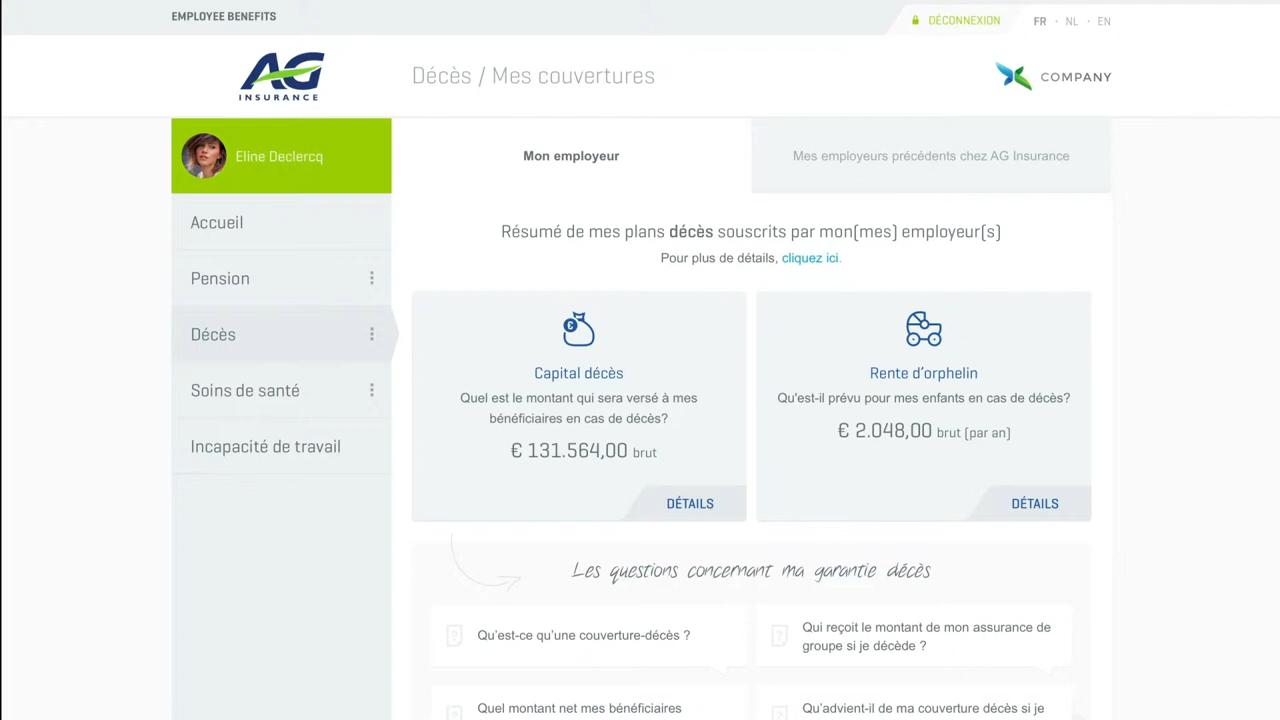 EMPLOYEE BENEFITS
DÉCONNEXION
FR · NL · EN
AG
INSURANCE
Décès / Mes couvertures
COMPANY
Eline Declercq
Accueil
Pension
Décès
Soins de santé
Incapacité de travail
Mon employeur
Mes employeurs précédents chez AG Insurance
Résumé de mes plans décès souscrits par mon(mes) employeur(s)
Pour plus de détails, cliquez ici.
Capital décès
Quel est le montant qui sera versé à mes
bénéficiaires en cas de décès?
€ 131.564,00 brut
DÉTAILS
Rente d'orphelin
Qu'est-il prévu pour mes enfants en cas de décès?
€ 2.048,00 brut (par an)
DÉTAILS
Les questions concernant ma garantie décès
Qu'est-ce qu'une couverture-décès ?
Qui reçoit le montant de mon assurance de
groupe si je décède ?
Quel montant net mes bénéficiaires
Qu'advient-il de ma couverture décès si je